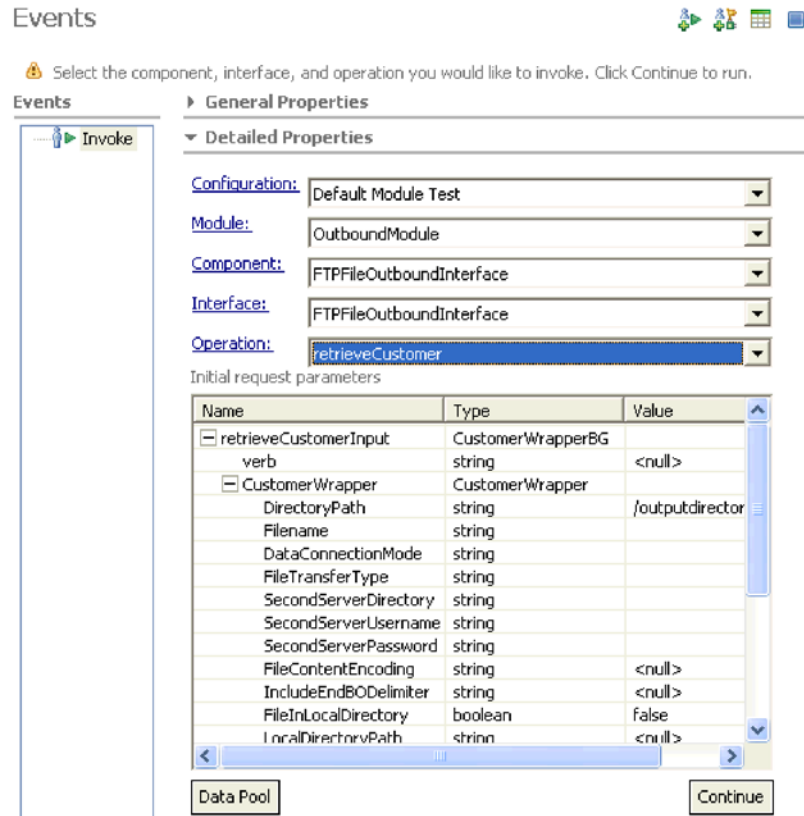 Events
Select the component, interface, and operation you would like to invoke. Click Continue to run.
Events
General Properties
Invoke
Detailed Properties
Configuration: Default Module Test
Module: OutboundModule
Component: FTPFileOutboundInterface
Interface: FTPFileOutboundInterface
Operation: retrieveCustomer
Initial request parameters
Name Type Value
retrieveCustomerInput CustomerWrapperBG
verb string <null>
CustomerWrapper CustomerWrapper
DirectoryPath string /outputdirector
Filename string
DataConnectionMode string
FileTransferType string
SecondServerDirectory string
SecondServerUsername string
SecondServerPassword string
FileContentEncoding string <null>
IncludeEndBODelimiter string <null>
FileInLocalDirectory boolean false
LocalDirectoryPath string <null>
Data Pool Continue